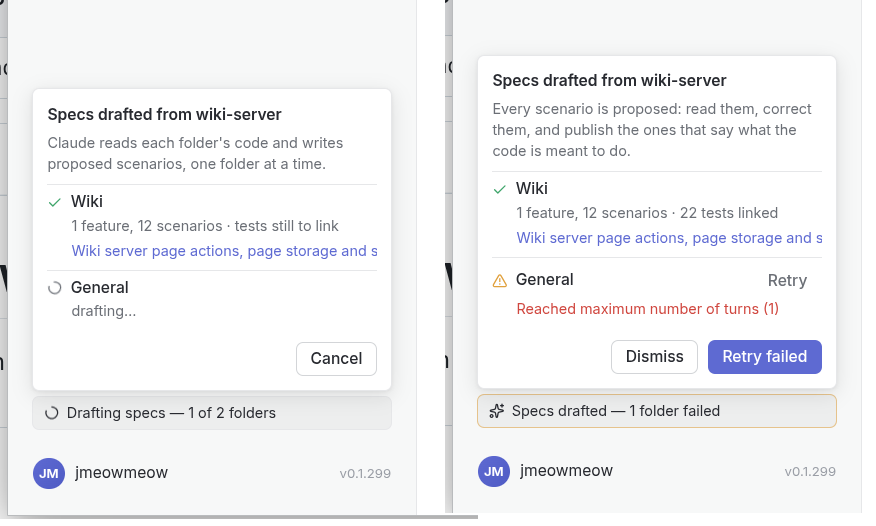 Specs drafted from wiki-server
Claude reads each folder's code and writes
proposed scenarios, one folder at a time.
Wiki
1 feature, 12 scenarios · tests still to link
Wiki server page actions, page storage and s
General
drafting...
Cancel
Drafting specs — 1 of 2 folders
JM jmeowmeow v0.1.299
Specs drafted from wiki-server
Every scenario is proposed: read them, correct
them, and publish the ones that say what the
code is meant to do.
Wiki
1 feature, 12 scenarios · 22 tests linked
Wiki server page actions, page storage and s
General Retry
Reached maximum number of turns (1)
Dismiss Retry failed
Specs drafted — 1 folder failed
JM jmeowmeow v0.1.299